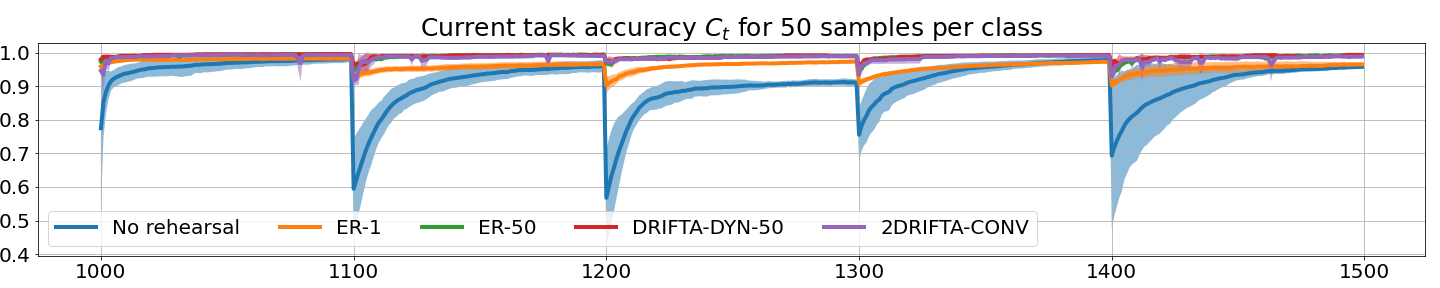 Current task accuracy $C_t$ for 50 samples per class
1.0
0.9
0.8
0.7
0.6
0.5
0.4
No rehearsal ER-1 ER-50 DRIFTA-DYN-50 2DRIFTA-CONV
1000 1100 1200 1300 1400 1500